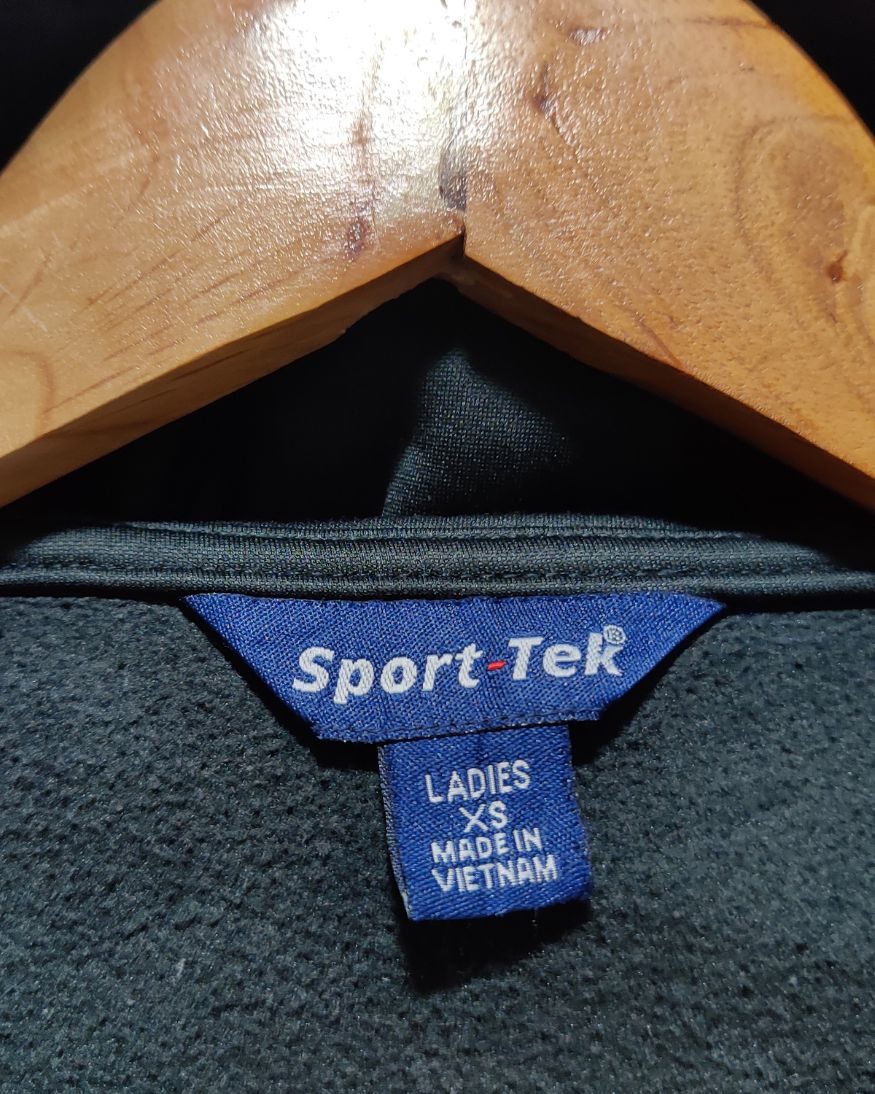 Sport-Tek®
LADIES
XS
MADE IN
VIETNAM